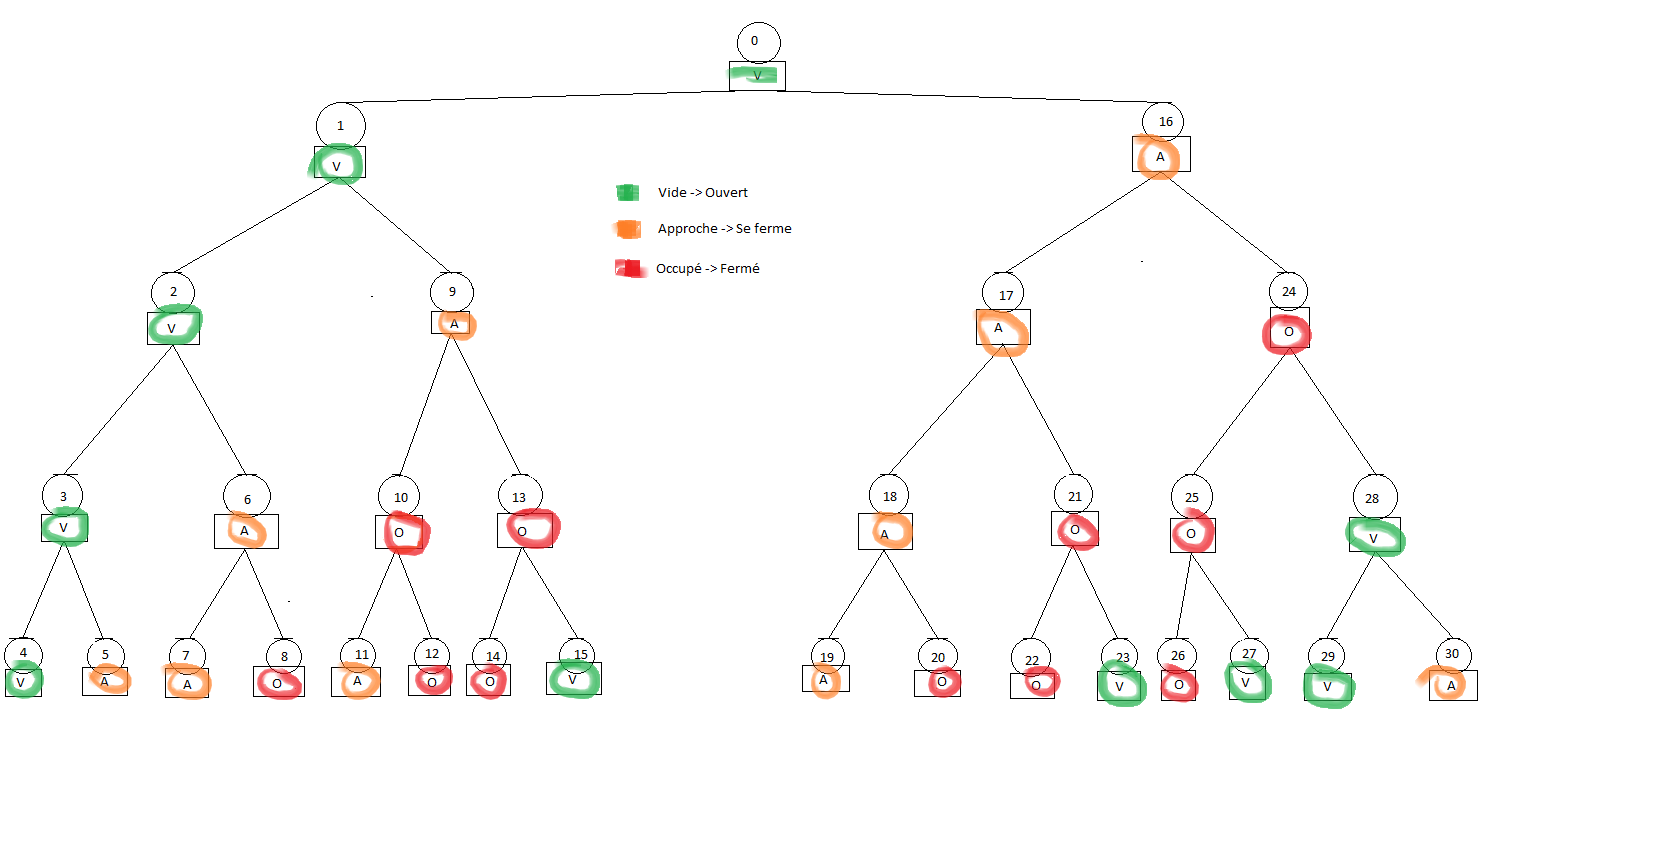 0
V
1
16
V
A
Vide -> Ouvert
Approche -> Se ferme
Occupé -> Fermé
2
9
17
24
V
A
A
O
3
6
10
13
18
21
25
28
V
A
O
O
A
O
O
V
4
5
7
8
11
12
14
15
19
20
22
23
26
27
29
30
V
A
A
O
A
O
O
V
A
O
O
V
O
V
V
A